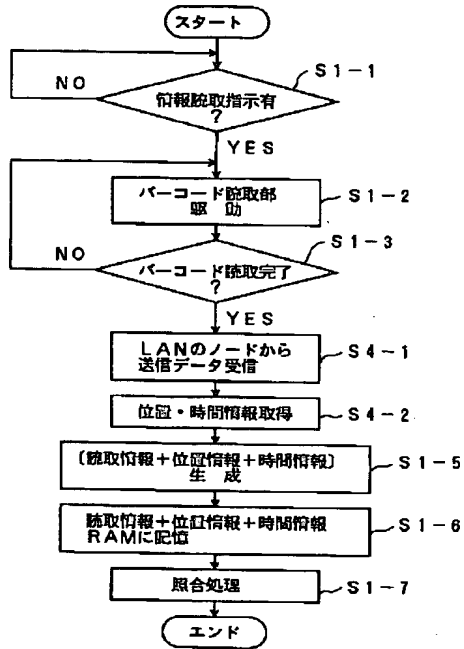 スタート
S1-1
NO
情報読取指示有
?
YES
バーコード読取部
駆動
S1-2
S1-3
NO
バーコード読取完了
?
YES
LANのノードから
送信データ受信
S4-1
位置・時間情報取得
S4-2
〔読取情報+位置情報+時間情報〕
生成
S1-5
読取情報+位置情報+時間情報
RAMに記憶
S1-6
照合処理
S1-7
エンド